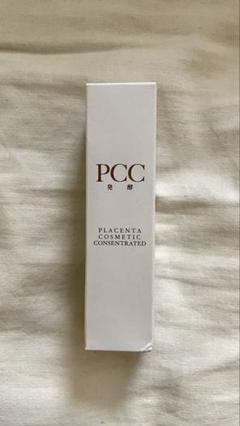 PCC
発酵
PLACENTA
COSMETIC
CONSENTRATED